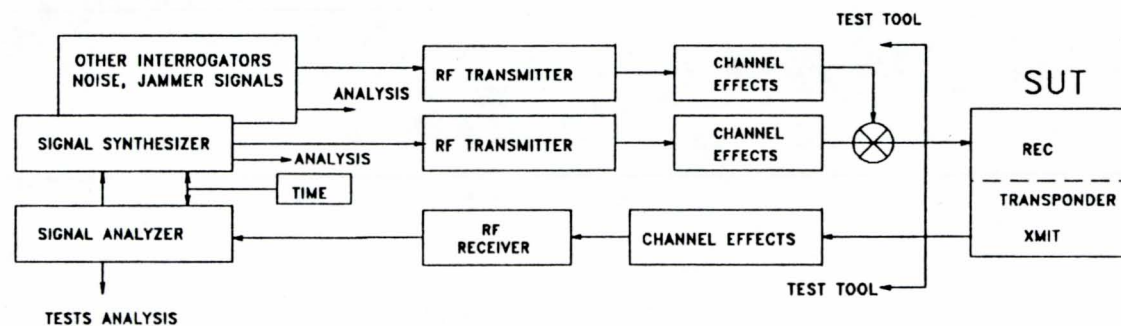 TEST TOOL
OTHER INTERROGATORS
NOISE, JAMMER SIGNALS
RF TRANSMITTER
CHANNEL
EFFECTS
ANALYSIS
SUT
SIGNAL SYNTHESIZER
RF TRANSMITTER
CHANNEL
EFFECTS
REC
ANALYSIS
TIME
TRANSPONDER
SIGNAL ANALYZER
RF
RECEIVER
CHANNEL EFFECTS
XMIT
TEST TOOL
TESTS ANALYSIS